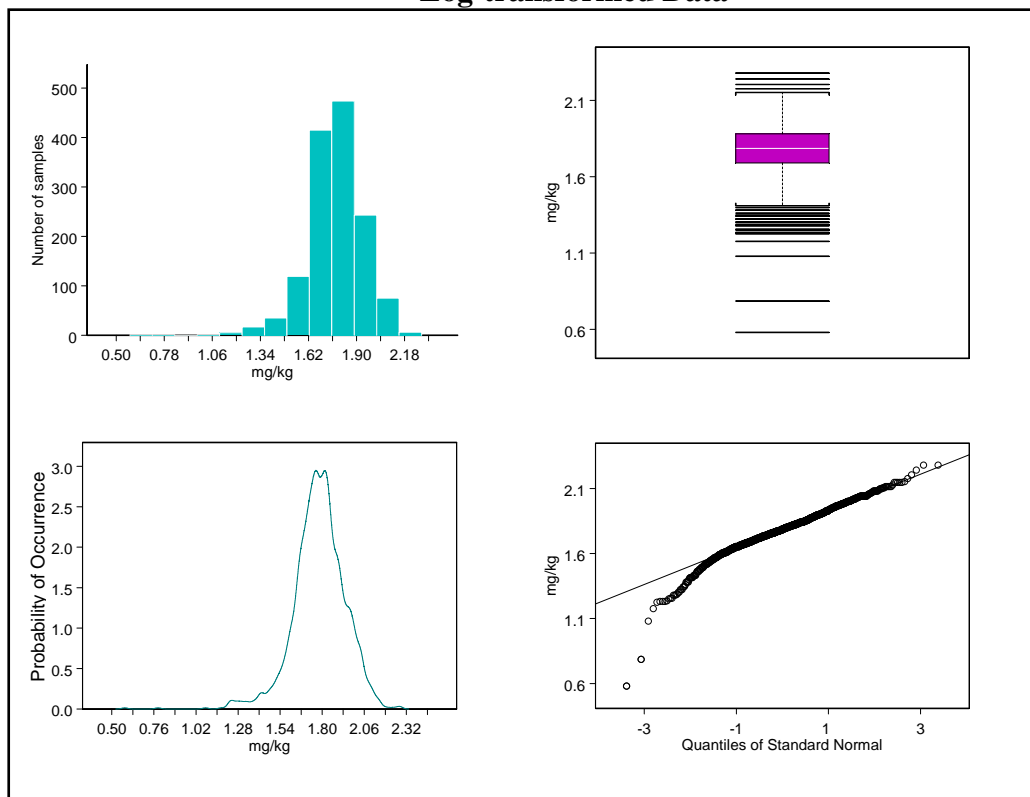 Log-transformed Data
Number of samples
500
400
300
200
100
0
0.50 0.78 1.06 1.34 1.62 1.90 2.18
mg/kg
mg/kg
2.1
1.6
1.1
0.6
Probability of Occurrence
3.0
2.5
2.0
1.5
1.0
0.5
0.0
0.50 0.76 1.02 1.28 1.54 1.80 2.06 2.32
mg/kg
mg/kg
2.1
1.6
1.1
0.6
-3 -1 1 3
Quantiles of Standard Normal